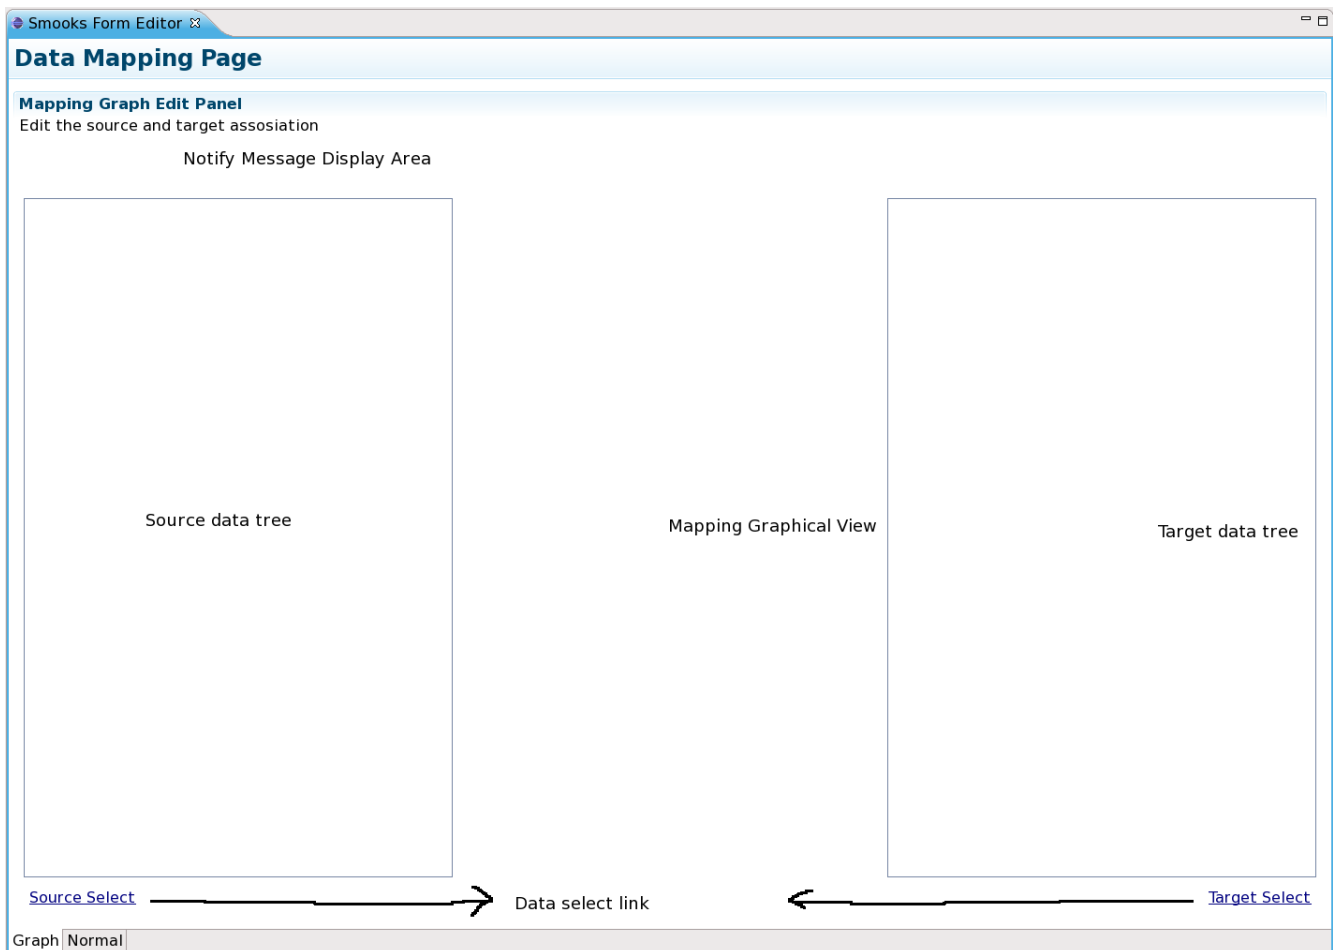 Smooks Form Editor
Data Mapping Page
Mapping Graph Edit Panel
Edit the source and target assosiation
Notify Message Display Area
Source data tree
Mapping Graphical View
Target data tree
Source Select
Data select link
Target Select
Graph Normal